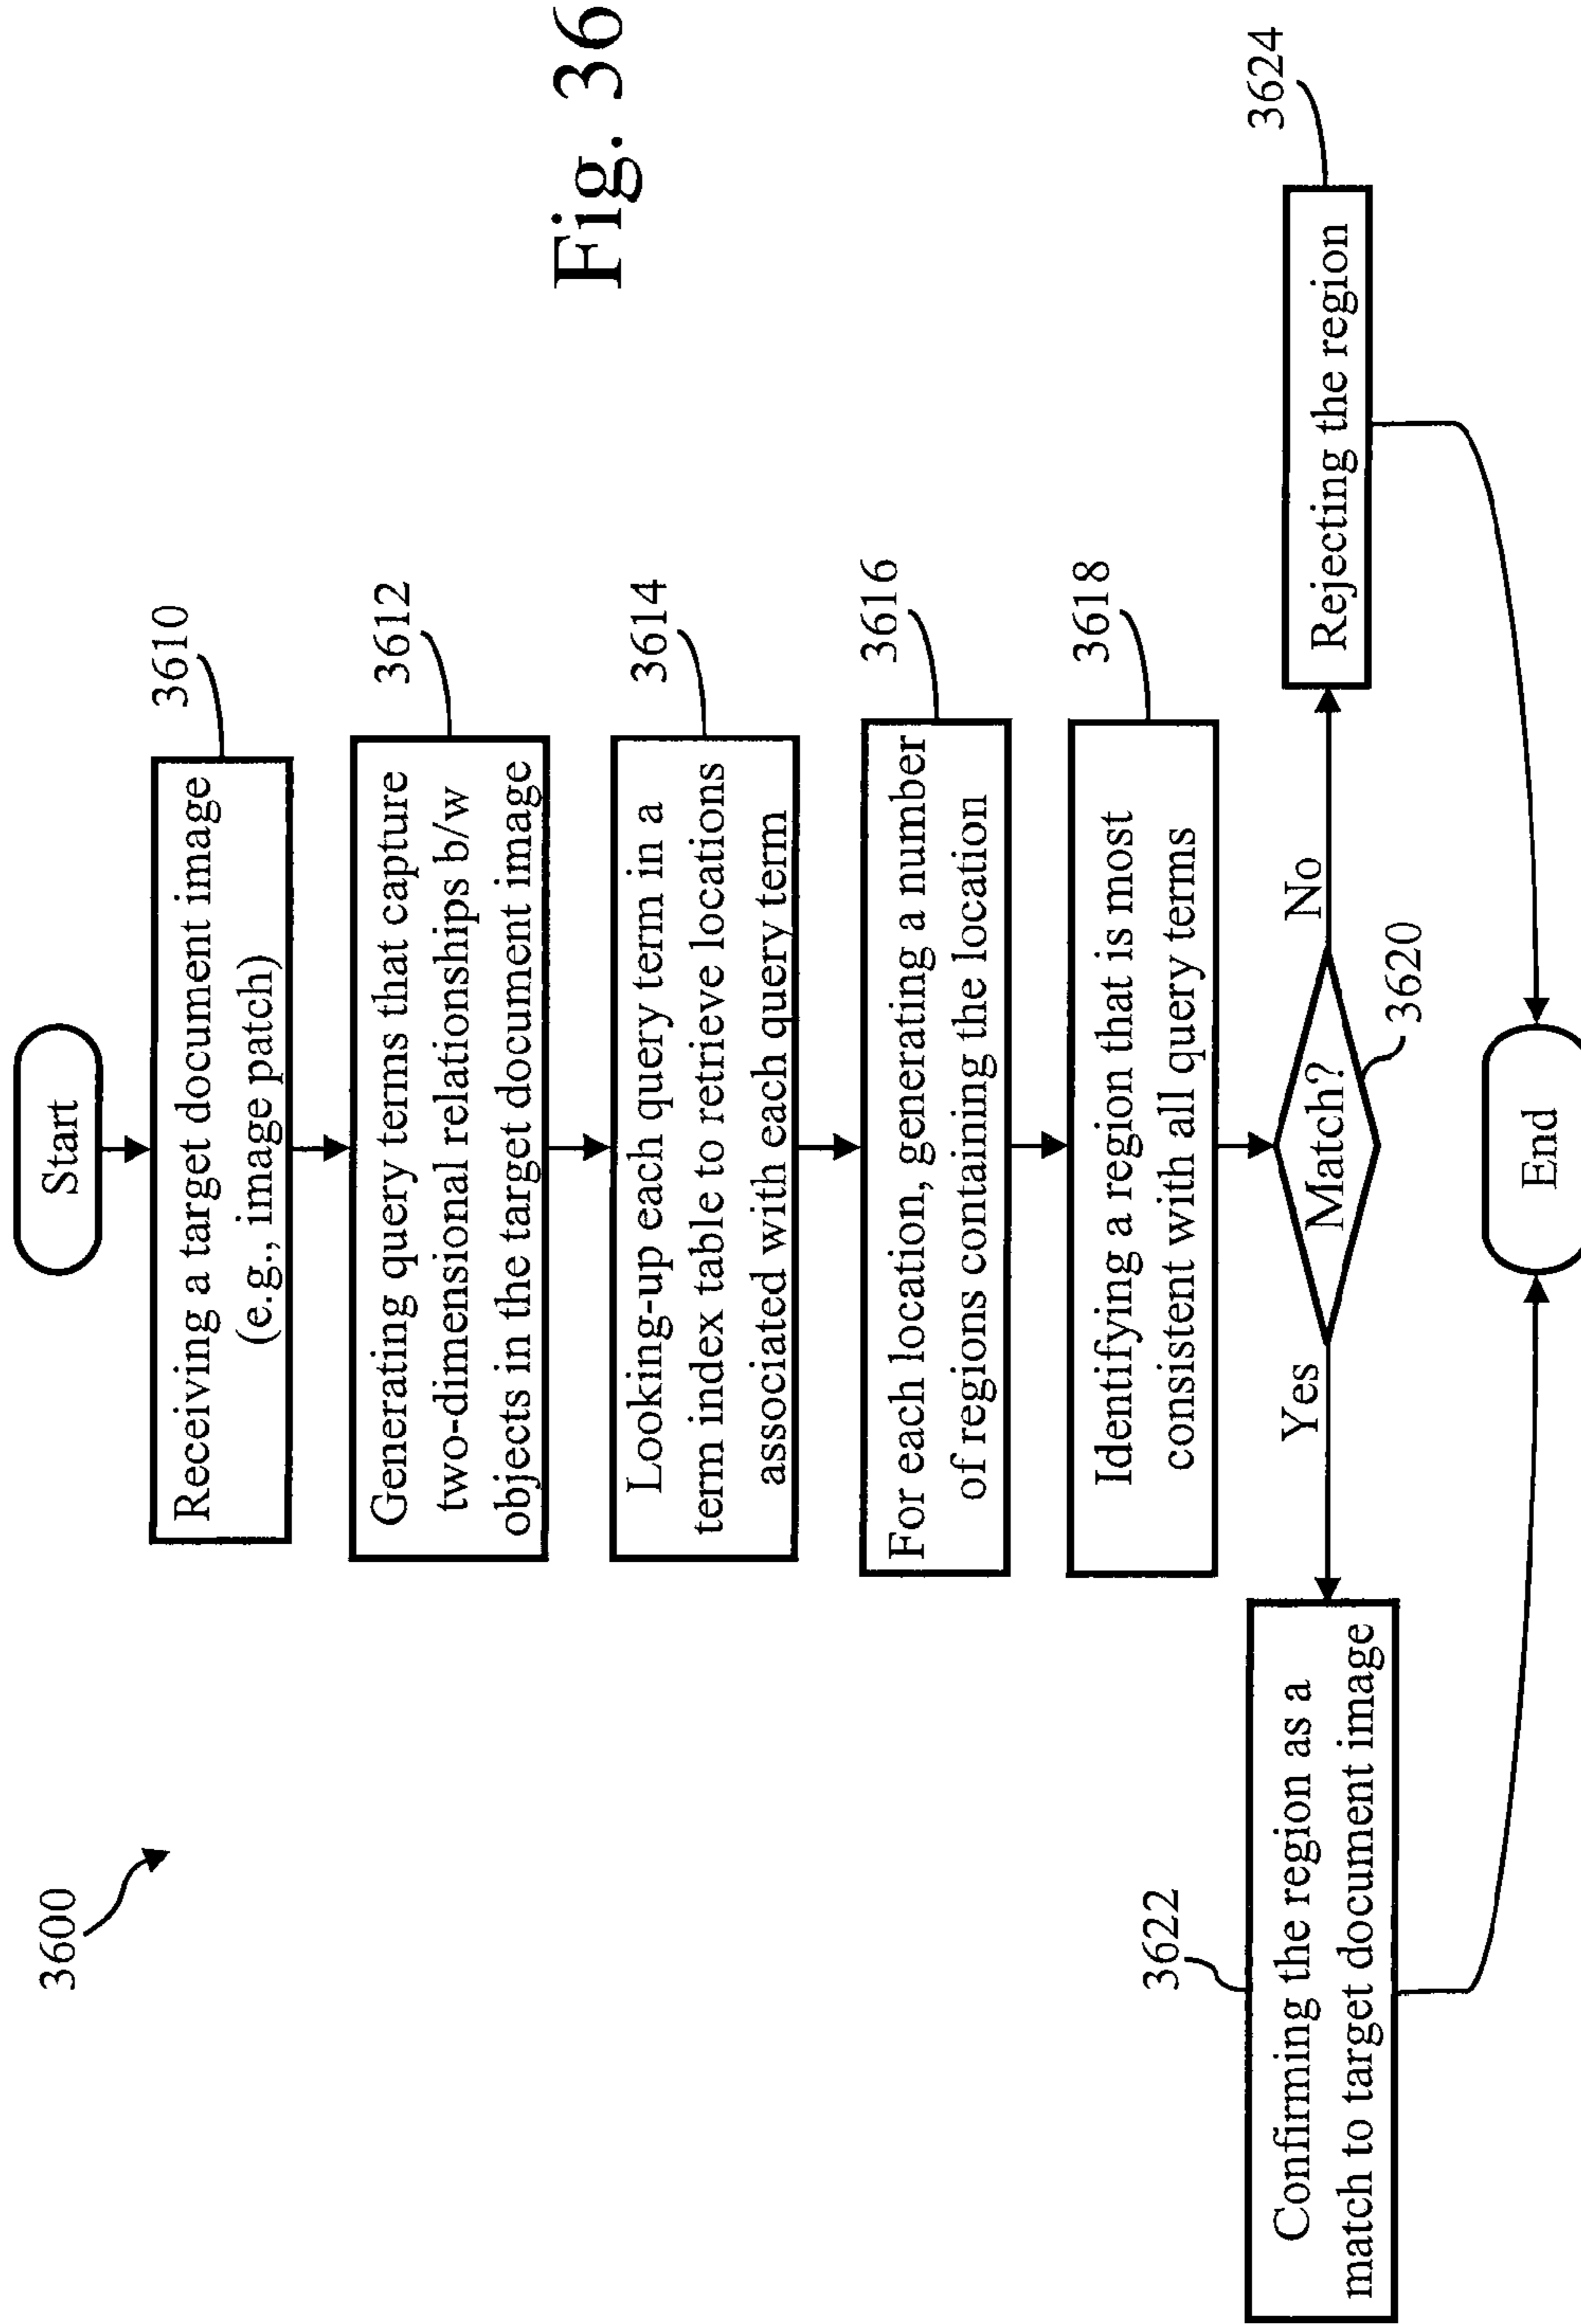 3600
Start
3610
Receiving a target document image
(e.g., image patch)
3612
Generating query terms that capture
two-dimensional relationships b/w
objects in the target document image
3614
Looking-up each query term in a
term index table to retrieve locations
associated with each query term
3616
For each location, generating a number
of regions containing the location
3618
Identifying a region that is most
consistent with all query terms
Match?
3620
Yes
No
3622
Confirming the region as a
match to target document image
3624
Rejecting the region
End
Fig. 36